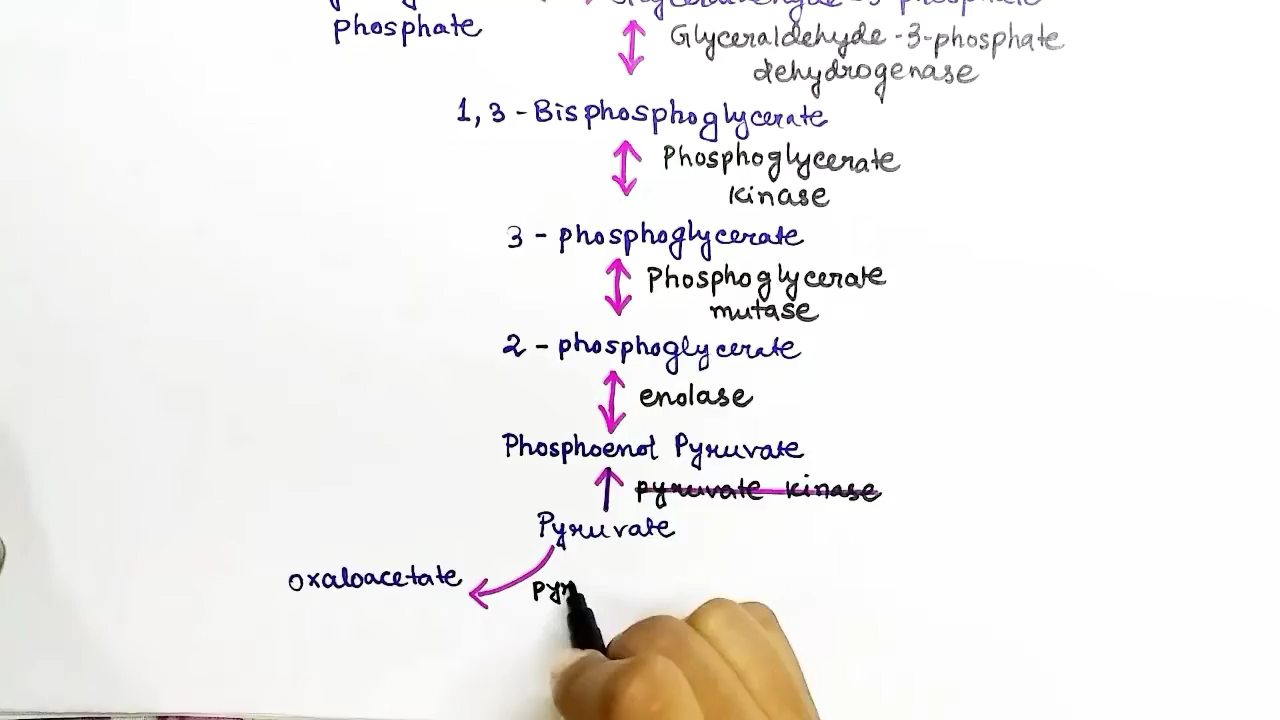 phosphate
Glyceraldehyde-3-phosphate
dehydrogenase
1, 3 - Bisphosphoglycerate
Phosphoglycerate
kinase
3 - phosphoglycerate
Phosphoglycerate
mutase
2 - phosphoglycerate
enolase
Phosphoenol Pyruvate
pyruvate kinase
Pyruvate
oxaloacetate
pyr